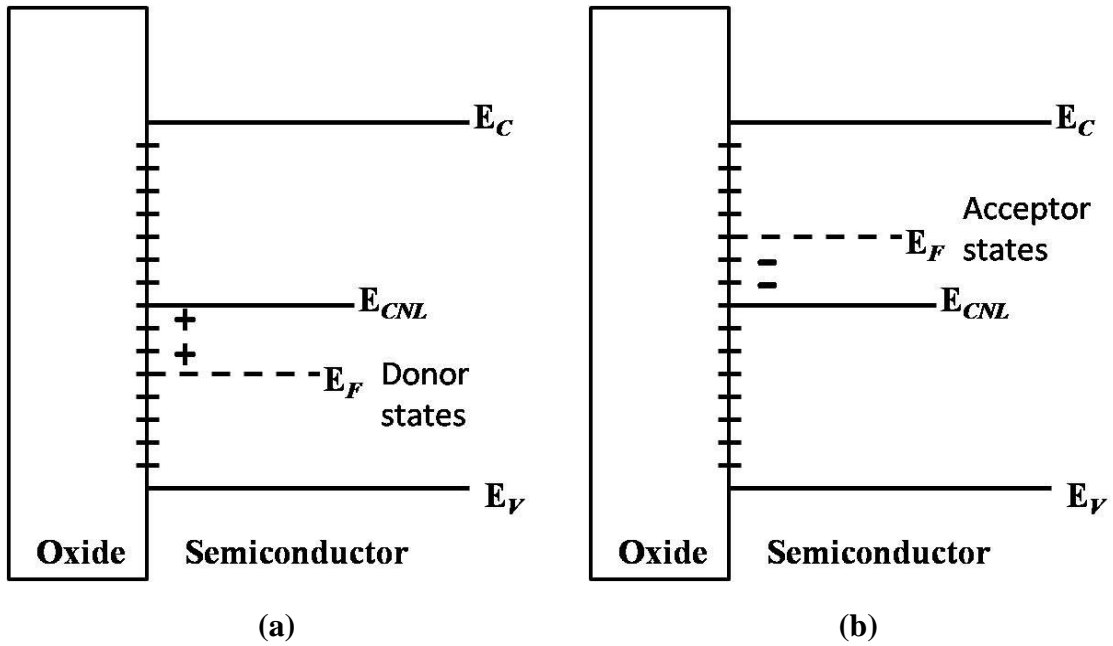 E_C
E_CNL
+
+
E_F Donor
states
E_V
Oxide Semiconductor
(a)
E_C
Acceptor
E_F states
-
-
E_CNL
E_V
Oxide Semiconductor
(b)